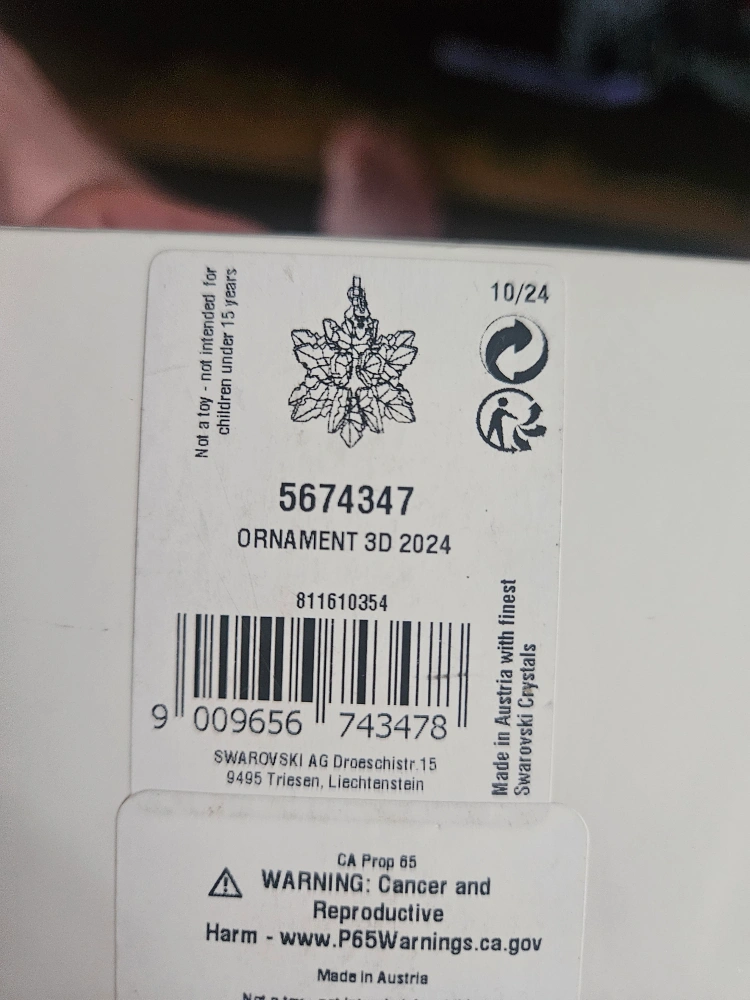 Not a toy - not intended for
children under 15 years
10/24
5674347
ORNAMENT 3D 2024
811610354
9 009656 743478
Made in Austria with finest
Swarovski Crystals
SWAROVSKI AG Droeschistr.15
9495 Triesen, Liechtenstein
CA Prop 65
WARNING: Cancer and
Reproductive
Harm - www.P65Warnings.ca.gov
Made in Austria